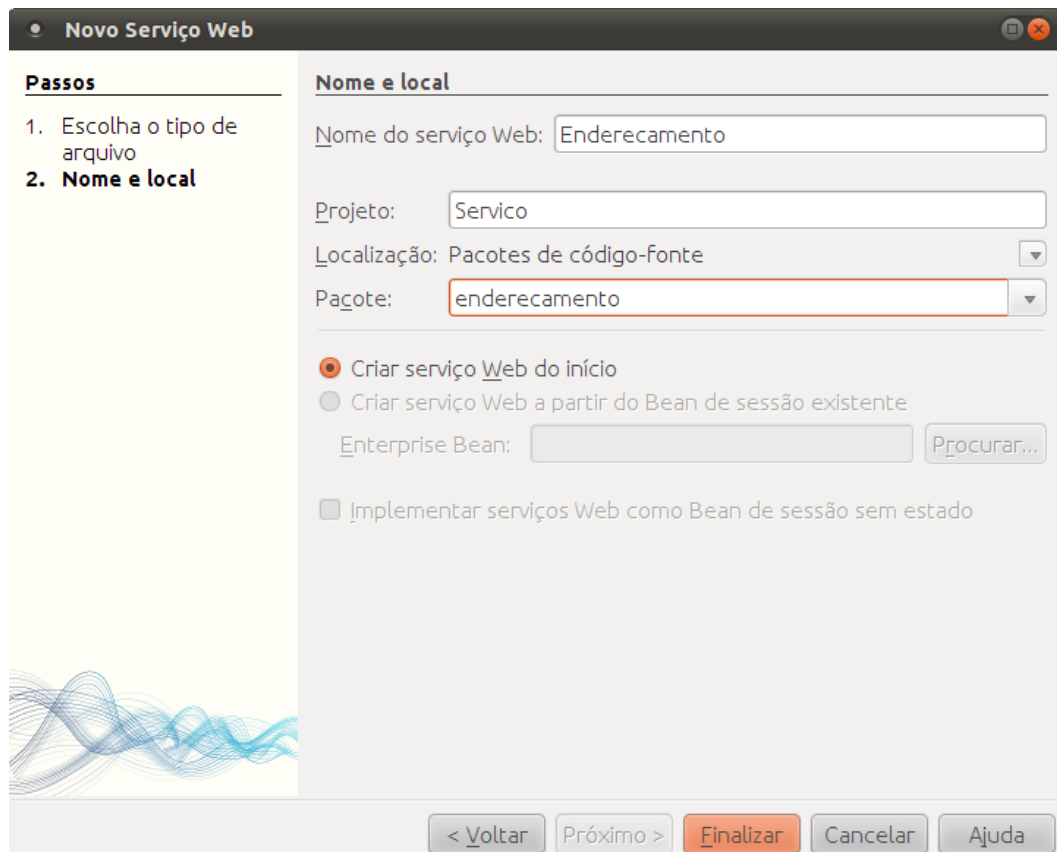 Novo Serviço Web
Passos
1. Escolha o tipo de
arquivo
2. Nome e local
Nome e local
Nome do serviço Web: Enderecamento
Projeto: Servico
Localização: Pacotes de código-fonte
Pacote: enderecamento
Criar serviço Web do início
Criar serviço Web a partir do Bean de sessão existente
Enterprise Bean: Procurar...
Implementar serviços Web como Bean de sessão sem estado
< Voltar Próximo > Finalizar Cancelar Ajuda